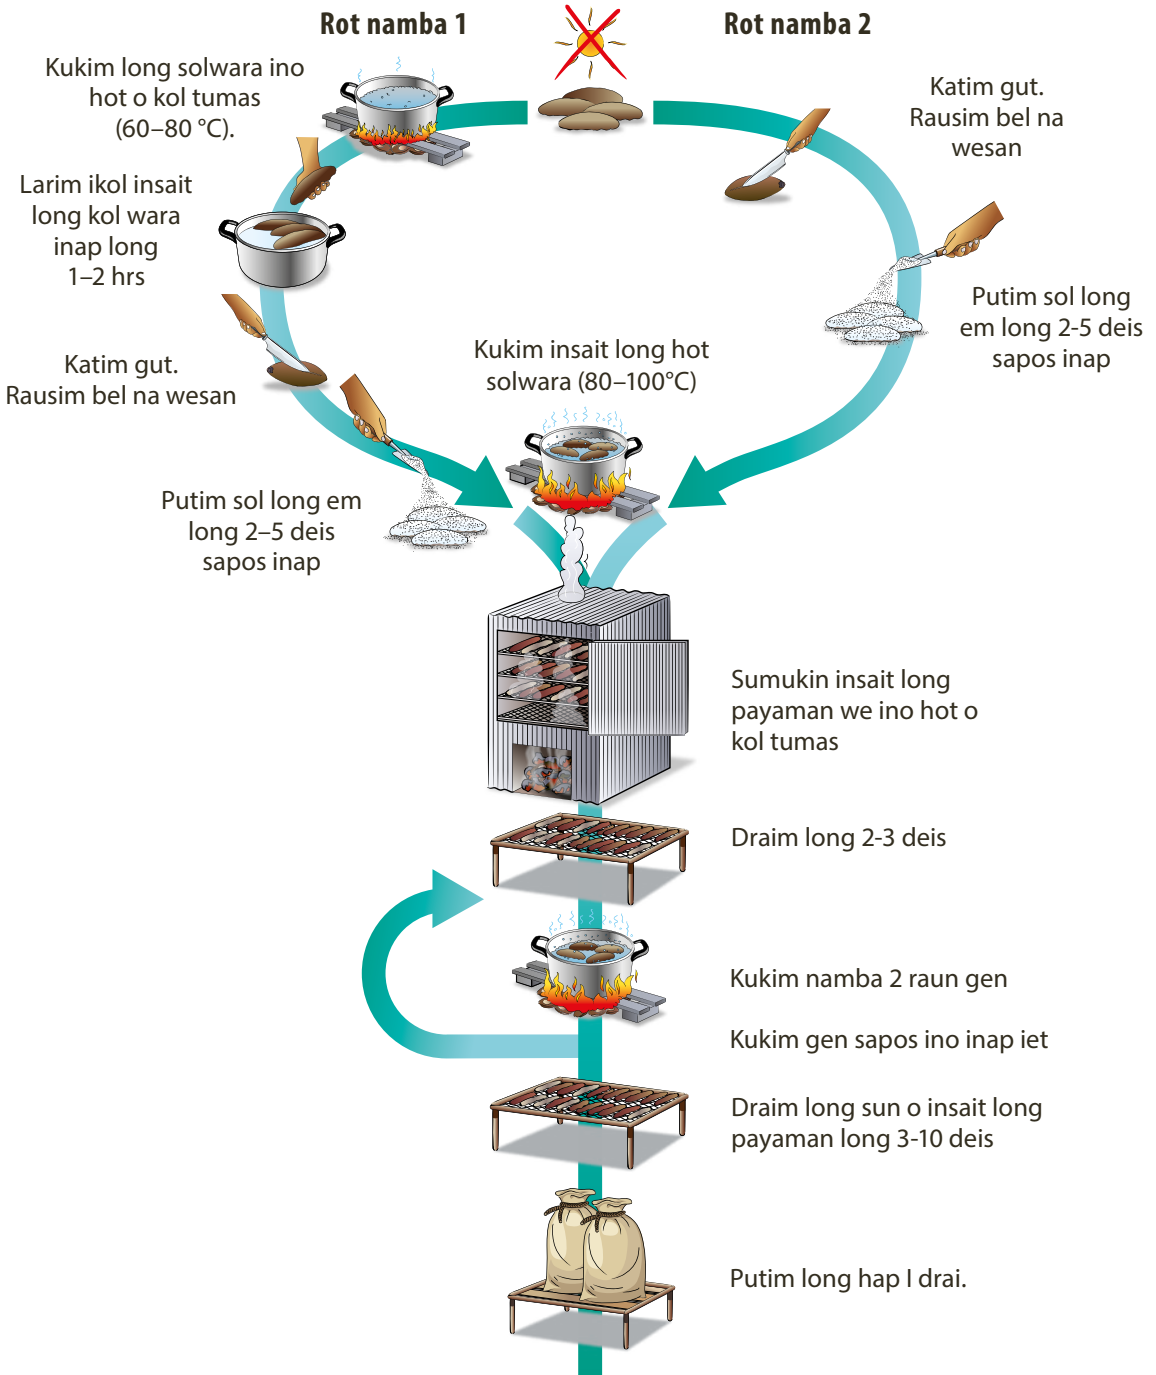 Rot namba 1
Rot namba 2
Kukim long solwara ino
hot o kol tumas
(60–80 °C).
Larim ikol insait
long kol wara
inap long
1–2 hrs
Katim gut.
Rausim bel na wesan
Putim sol long em
long 2–5 deis
sapos inap
Katim gut.
Rausim bel na
wesan
Putim sol long
em long 2-5 deis
sapos inap
Kukim insait long hot
solwara (80–100°C)
Sumukin insait long
payaman we ino hot o
kol tumas
Draim long 2-3 deis
Kukim namba 2 raun gen
Kukim gen sapos ino inap iet
Draim long sun o insait long
payaman long 3-10 deis
Putim long hap I drai.